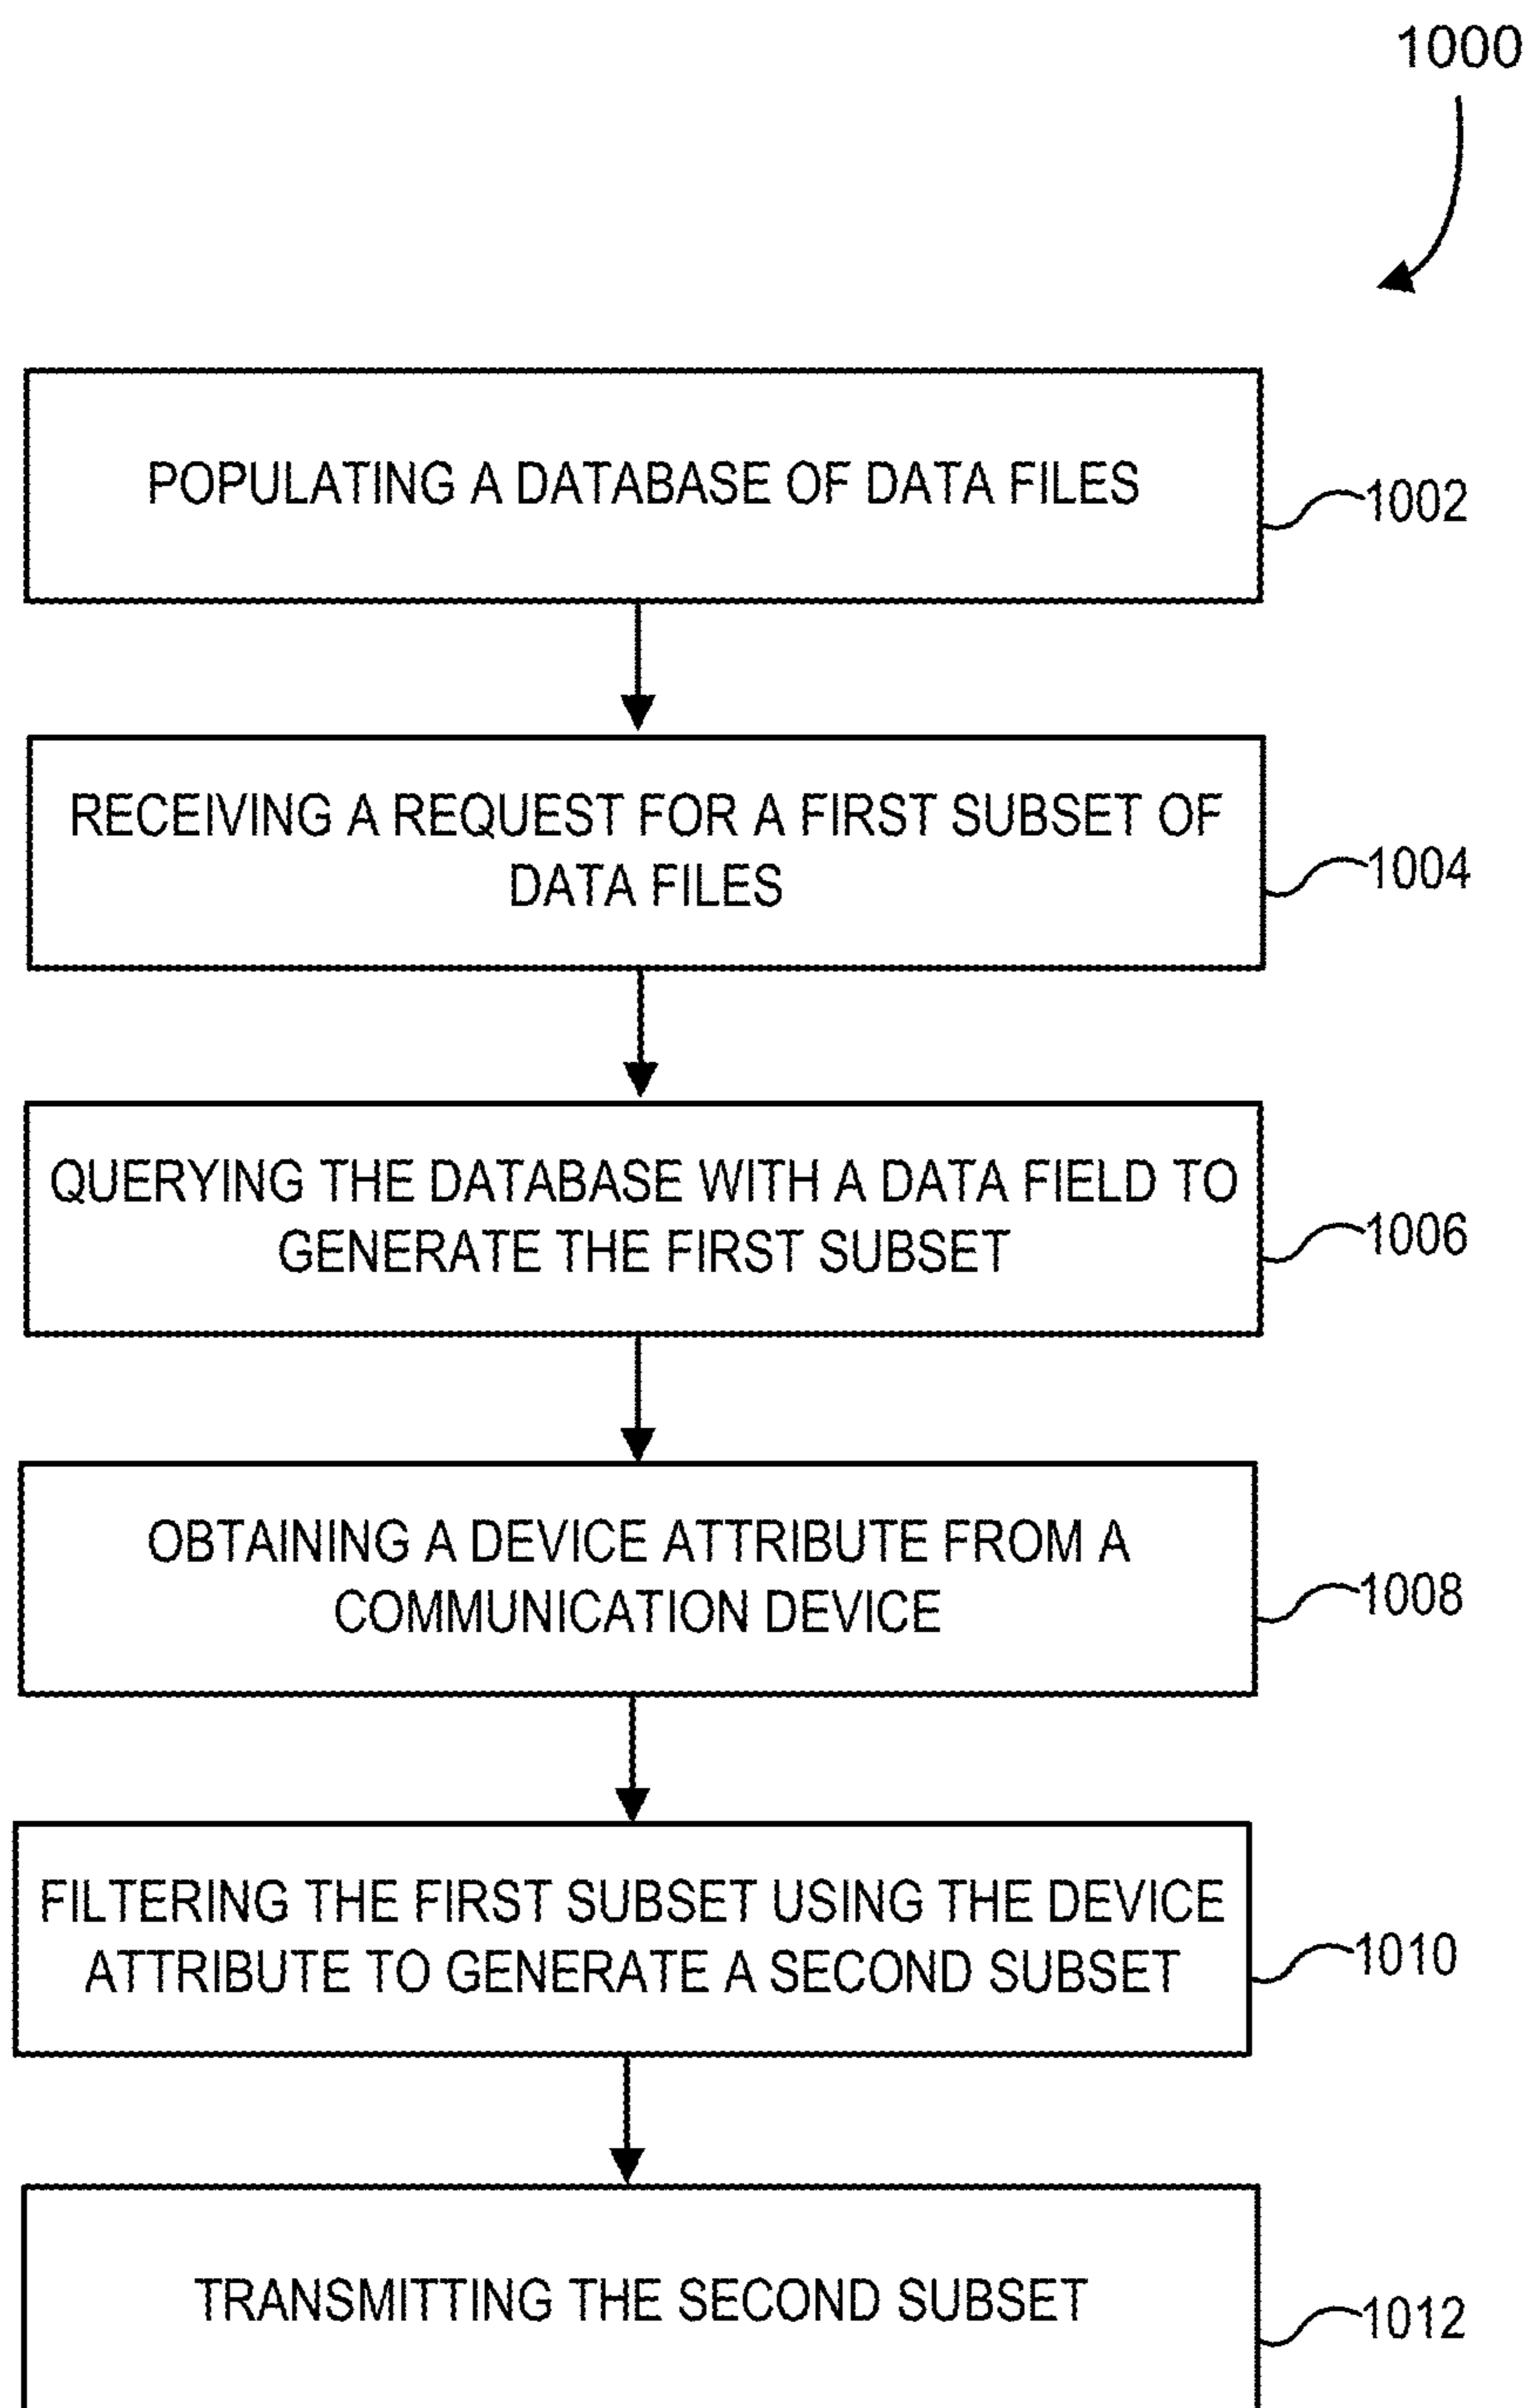 1000
POPULATING A DATABASE OF DATA FILES
1002
RECEIVING A REQUEST FOR A FIRST SUBSET OF
DATA FILES
1004
QUERYING THE DATABASE WITH A DATA FIELD TO
GENERATE THE FIRST SUBSET
1006
OBTAINING A DEVICE ATTRIBUTE FROM A
COMMUNICATION DEVICE
1008
FILTERING THE FIRST SUBSET USING THE DEVICE
ATTRIBUTE TO GENERATE A SECOND SUBSET
1010
TRANSMITTING THE SECOND SUBSET
1012